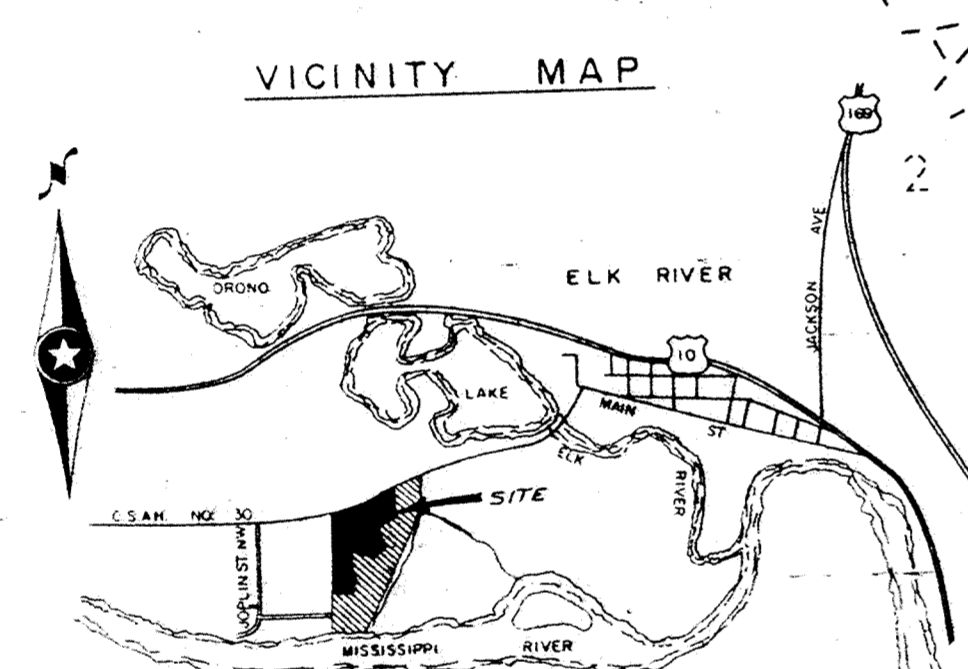 VICINITY MAP
N
169
2
AVE
JACKSON
ORONO
ELK RIVER
10
LAKE
MAIN
ST
ELK
RIVER
SITE
C.S.A.H. NO. 30
JOPLIN ST. NW
MISSISSIPPI
RIVER